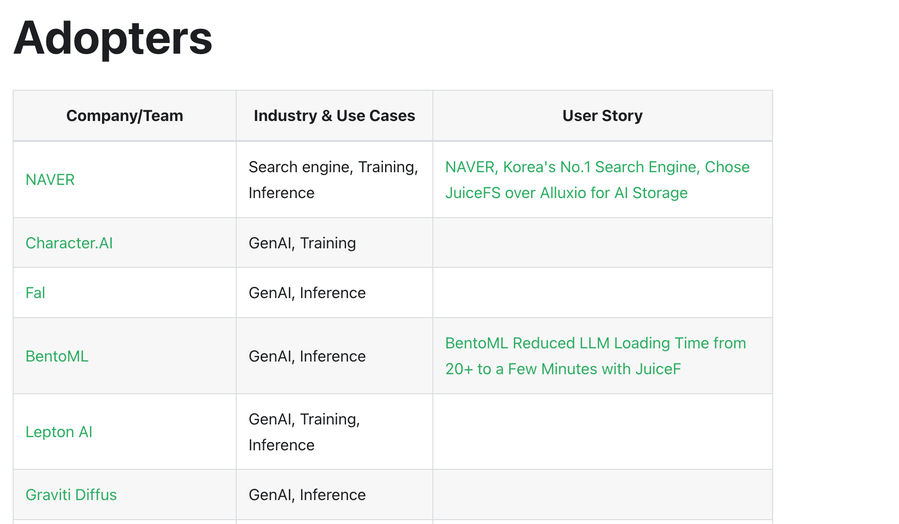 Adopters
Company/Team
Industry & Use Cases
User Story
NAVER
Search engine, Training,
Inference
NAVER, Korea's No.1 Search Engine, Chose
JuiceFS over Alluxio for AI Storage
Character.AI
GenAI, Training
Fal
GenAI, Inference
BentoML
GenAI, Inference
BentoML Reduced LLM Loading Time from
20+ to a Few Minutes with JuiceF
Lepton AI
GenAI, Training,
Inference
Graviti Diffus
GenAI, Inference